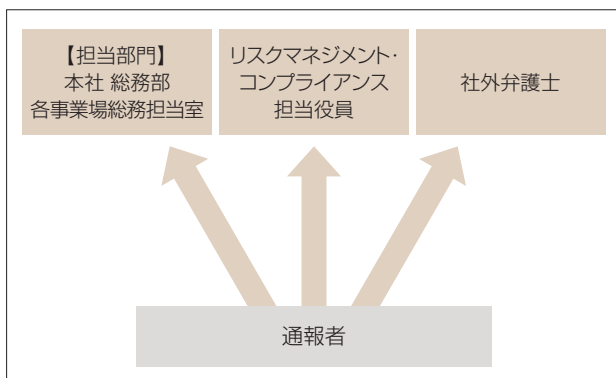 【担当部門】
本社 総務部
各事業場総務担当室
リスクマネジメント・
コンプライアンス
担当役員
社外弁護士
通報者